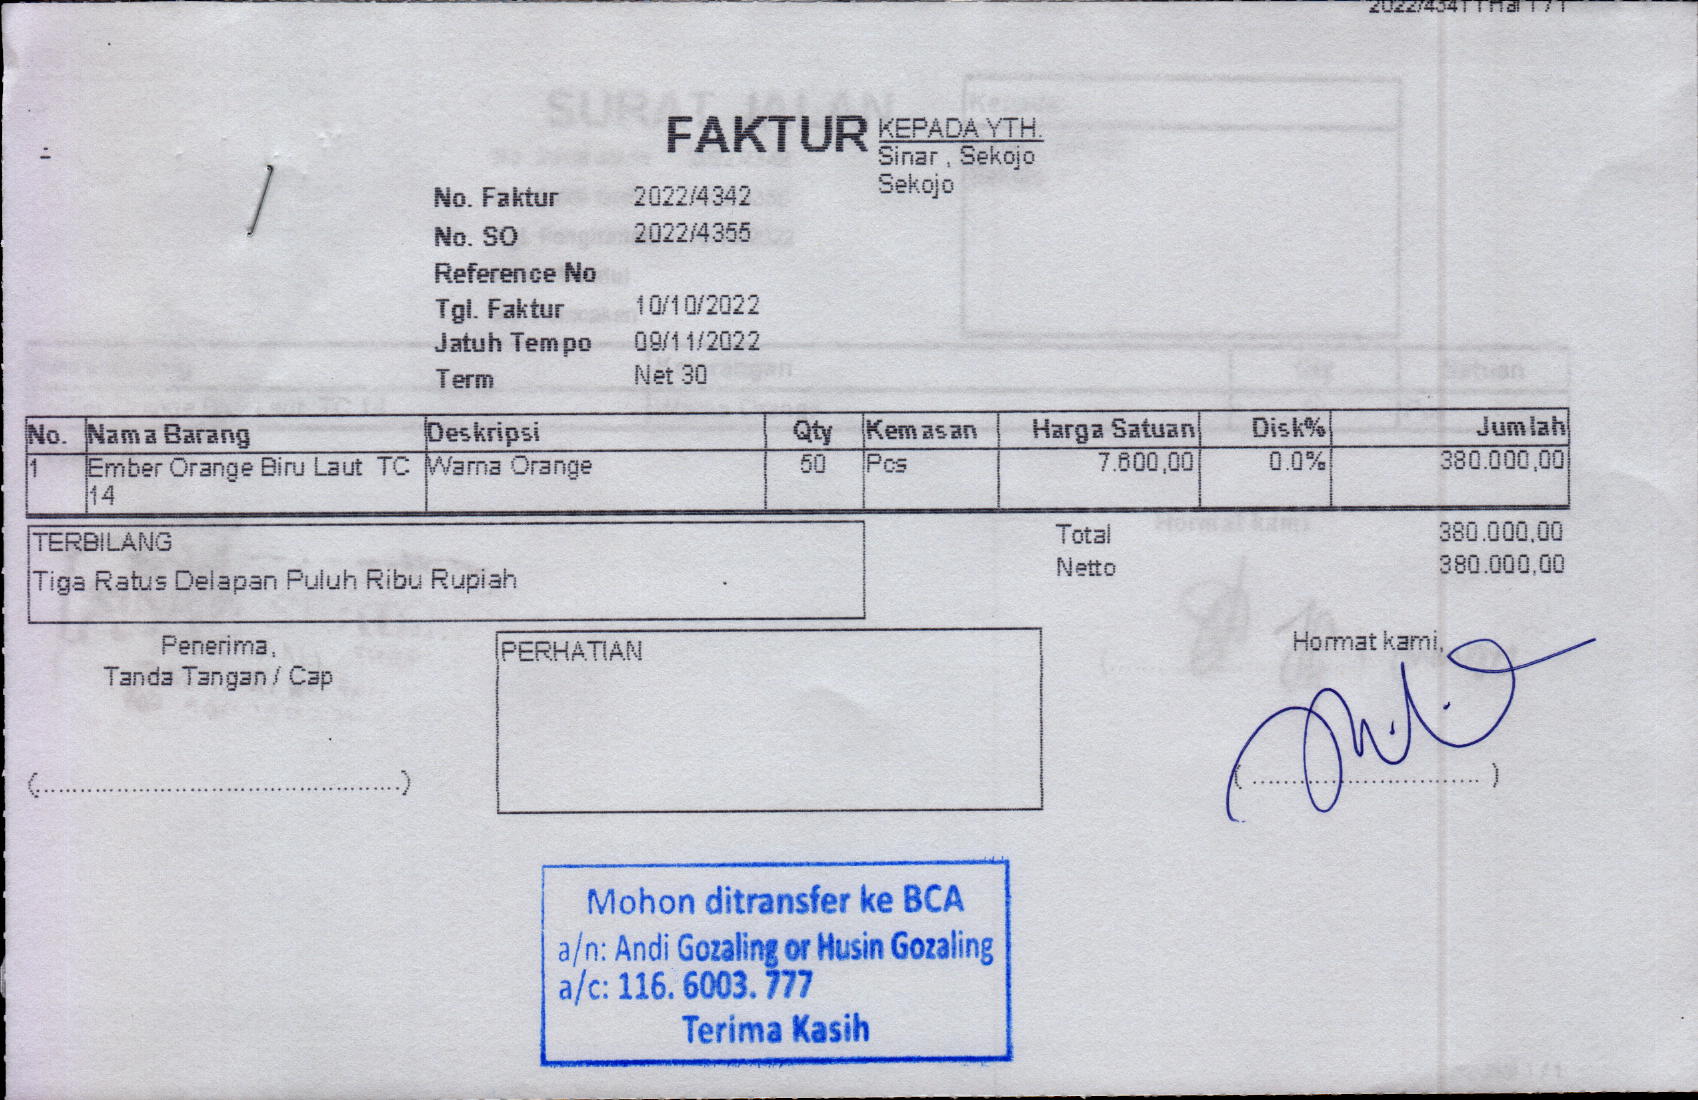 FAKTUR
KEPADA YTH.
Sinar , Sekojo
Sekojo
No. Faktur 2022/4342
No. SO 2022/4355
Reference No
Tgl. Faktur 10/10/2022
Jatuh Tempo 09/11/2022
Term Net 30
No. Nama Barang Deskripsi Qty Kemasan Harga Satuan Disk% Jumlah
1 Ember Orange Biru Laut TC Warna Orange 50 Pcs 7.600,00 0.0% 380.000,00
14
TERBILANG
Tiga Ratus Delapan Puluh Ribu Rupiah
Total 380.000,00
Netto 380.000,00
Penerima,
Tanda Tangan / Cap
PERHATIAN
Hormat kami,
(...............................................)
( ............................. )
Mohon ditransfer ke BCA
a/n: Andi Gozaling or Husin Gozaling
a/c: 116. 6003. 777
Terima Kasih